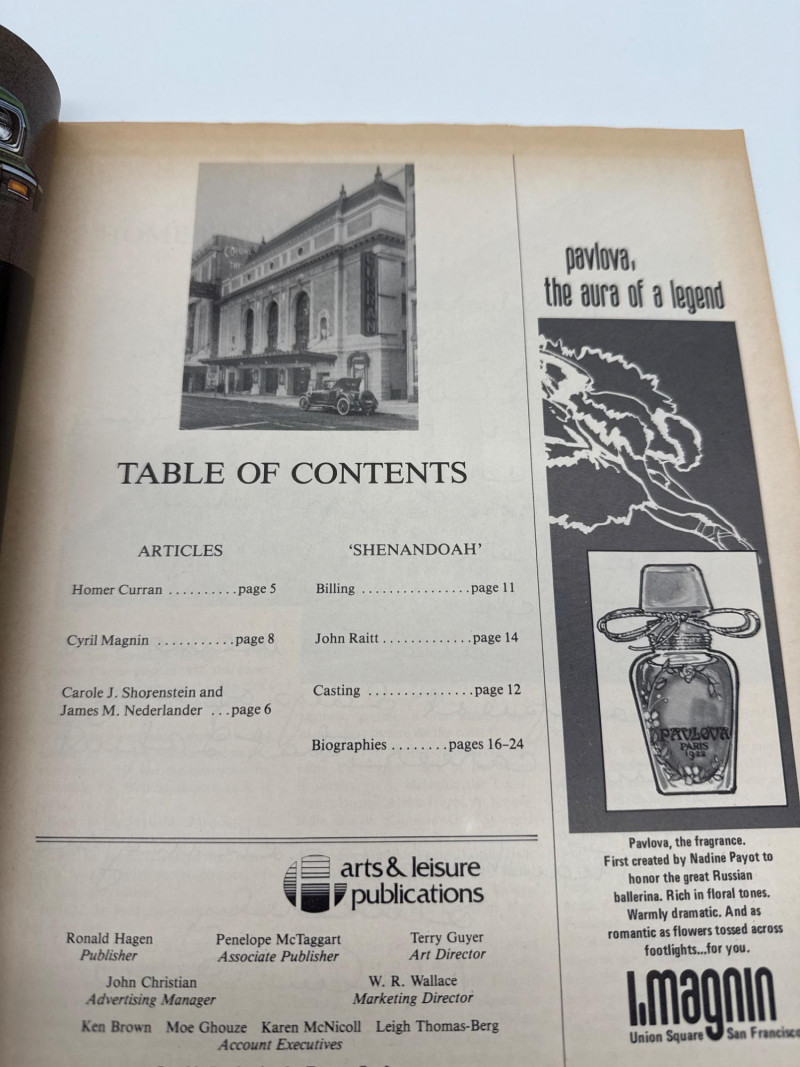 CURRAN
TABLE OF CONTENTS
ARTICLES
Homer Curran ..........page 5
Cyril Magnin ...........page 8
Carole J. Shorenstein and
James M. Nederlander ...page 6
'SHENANDOAH'
Billing ................page 11
John Raitt.............page 14
Casting ...............page 12
Biographies ........pages 16–24
arts & leisure
publications
Ronald Hagen Penelope McTaggart Terry Guyer
Publisher Associate Publisher Art Director
John Christian W. R. Wallace
Advertising Manager Marketing Director
Ken Brown Moe Ghouze Karen McNicoll Leigh Thomas-Berg
Account Executives
pavlova,
the aura of a legend
PAVLOVA
PARIS
1922
Pavlova, the fragrance.
First created by Nadine Payot to
honor the great Russian
ballerina. Rich in floral tones.
Warmly dramatic. And as
romantic as flowers tossed across
footlights...for you.
I. magnin
Union Square San Francisco